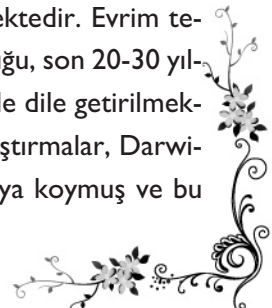 ektedir. Evrim te-
ğu, son 20-30 yıl-
le dile getirilmek-
ştırmalar, Darwi-
ya koymuş ve bu